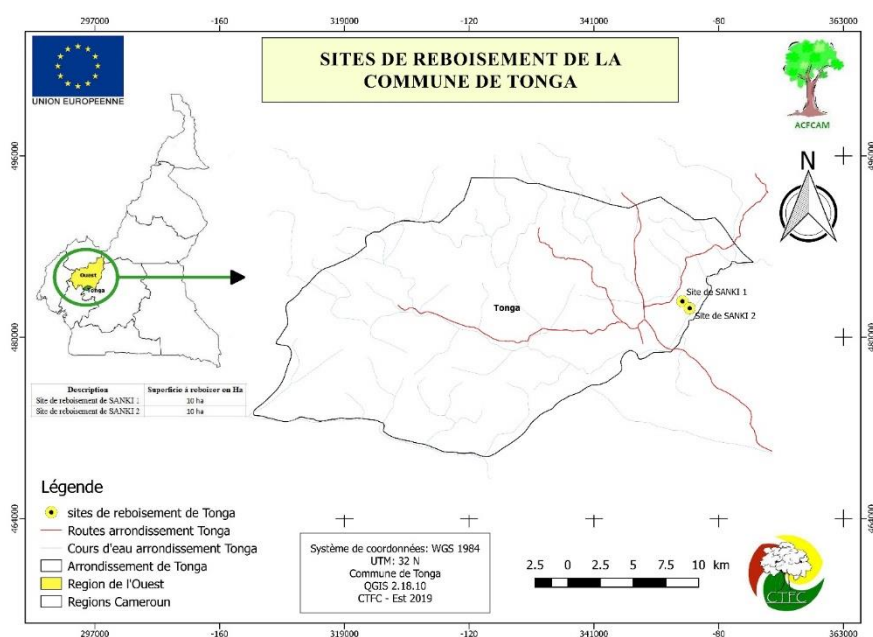 297000 -160 319000 -120 341000 -80 363000
UNION EUROPEENNE
SITES DE REBOISEMENT DE LA
COMMUNE DE TONGA
ACFCAM
N
496000 496000
Ouest
Tonga
Site de SANKI 1
Tonga
Site de SANKI 2
480000 480000
Description Superficie à reboizer en Ha
Site de reboisement de SANKI 1 10 ha
Site de reboisement de SANKI 2 10 ha
Légende
sites de reboisement de Tonga
Routes arrondissement Tonga
Cours d'eau arrondissement Tonga
Arrondissement de Tonga
Region de l'Ouest
Regions Cameroun
464000 464000
Système de coordonnées: WGS 1984
UTM: 32 N
Commune de Tonga
QGIS 2.18.10
CTFC - Est 2019
2.5 0 2.5 5 7.5 10 km
CTFC
297000 -160 319000 -120 341000 -80 363000